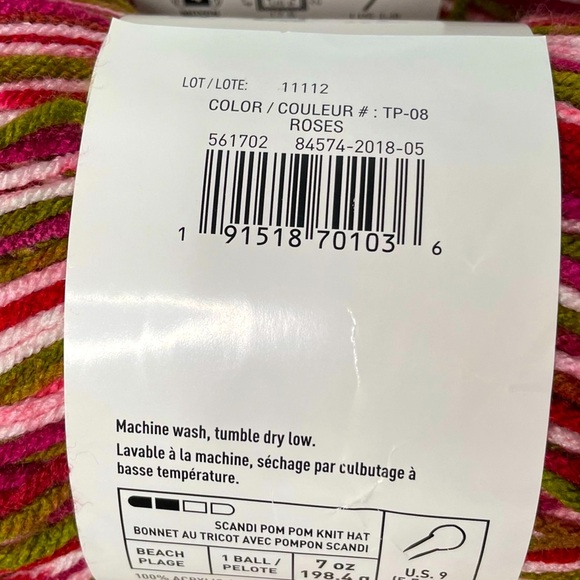 LOT / LOTE: 11112
COLOR / COULEUR # : TP-08
ROSES
561702 84574-2018-05
1 91518 70103 6
Machine wash, tumble dry low.
Lavable à la machine, séchage par culbutage à
basse température.
SCANDI POM POM KNIT HAT
BONNET AU TRICOT AVEC POMPON SCANDI
BEACH
PLAGE
1 BALL /
PELOTE
7 oz
198.4 g
U.S. 9
100%